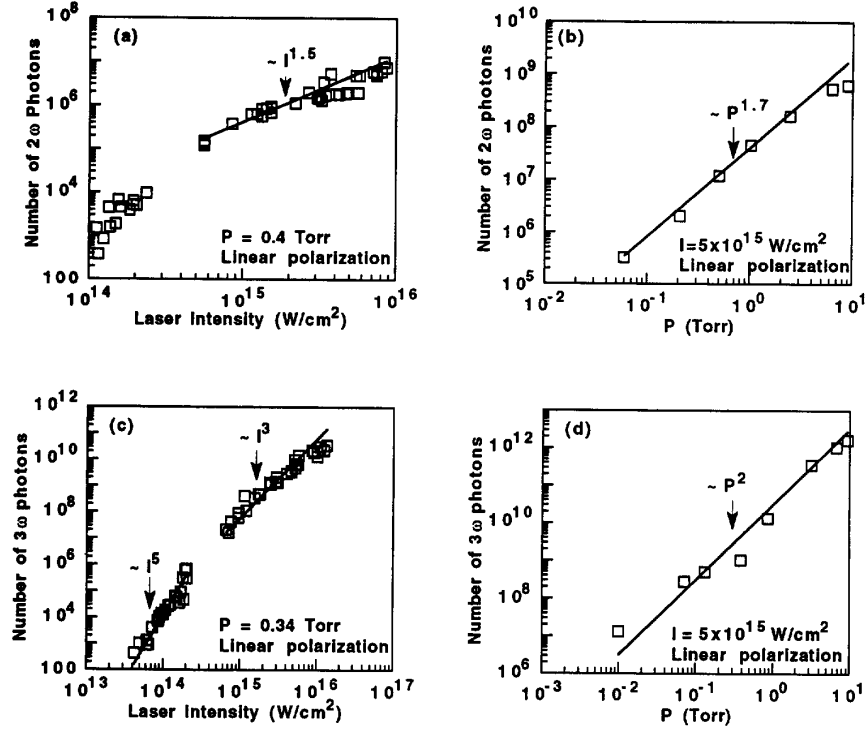 (a)
Number of 2ω Photons
10^8
10^6
10^4
100
~ I^1.5
P = 0.4 Torr
Linear polarization
10^14
10^15
10^16
Laser Intensity (W/cm^2)
(b)
Number of 2ω photons
10^10
10^9
10^8
10^7
10^6
10^5
~ P^1.7
I=5x10^15 W/cm^2
Linear polarization
10^-2
10^-1
10^0
10^1
P (Torr)
(c)
Number of 3ω photons
10^12
10^10
10^8
10^6
10^4
100
~ I^3
~ I^5
P = 0.34 Torr
Linear polarization
10^13
10^14
10^15
10^16
10^17
Laser Intensity (W/cm^2)
(d)
Number of 3ω photons
10^12
10^10
10^8
10^6
~ P^2
I = 5x10^15 W/cm^2
Linear polarization
10^-3
10^-2
10^-1
10^0
10^1
P (Torr)